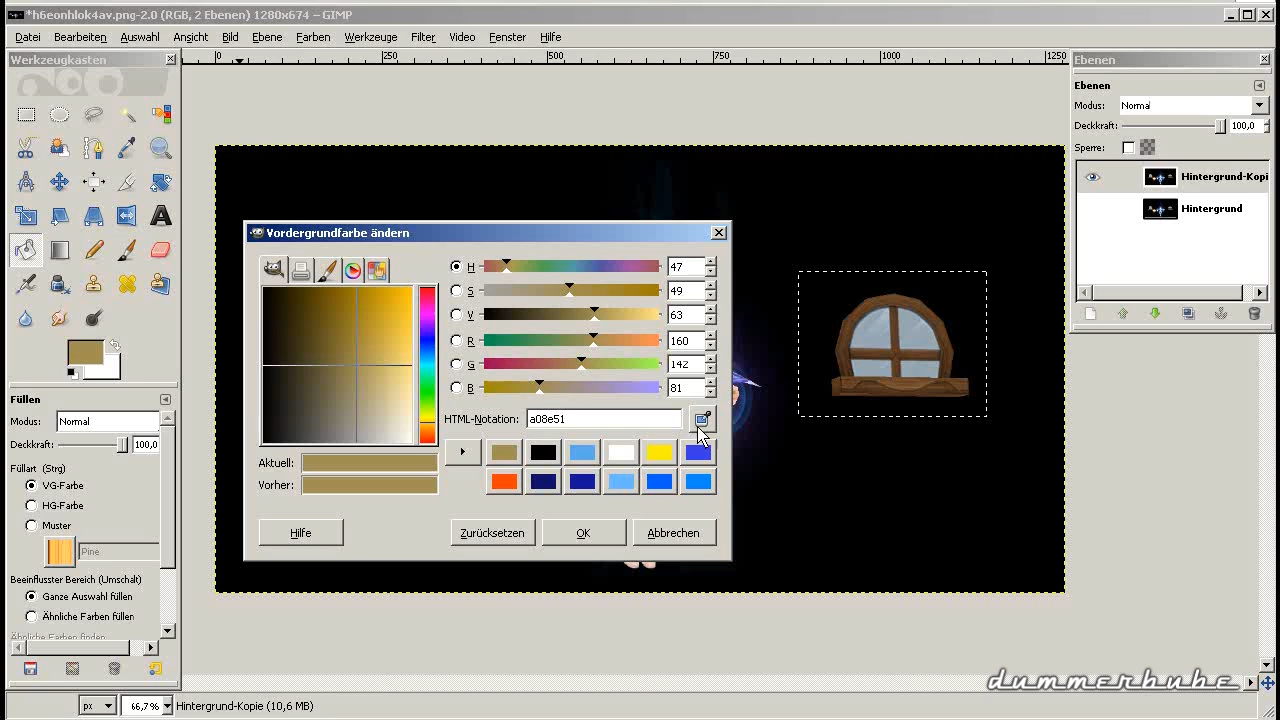 *h6eonhlok4av.png-2.0 (RGB, 2 Ebenen) 1280x674 – GIMP
Datei Bearbeiten Auswahl Ansicht Bild Ebene Farben Werkzeuge Filter Video Fenster Hilfe
Werkzeugkasten
0 250 500 750 1000 1250
Ebenen
Ebenen
Modus: Normal
Deckkraft: 100,0
Sperre:
Hintergrund-Kopi
Hintergrund
Vordergrundfarbe ändern
H 47
S 49
V 63
R 160
G 142
B 81
HTML-Notation: a08e51
Aktuell:
Vorher:
Hilfe Zurücksetzen OK Abbrechen
Füllen
Modus: Normal
Deckkraft: 100,0
Füllart (Strg)
VG-Farbe
HG-Farbe
Muster
Pine
Beeinflusster Bereich (Umschalt)
Ganze Auswahl füllen
Ähnliche Farben füllen
Ähnliche Farben finden
px 66,7% Hintergrund-Kopie (10,6 MB)
dummerbube